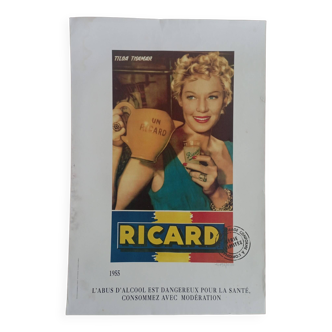 TILDA THAMAR
UN
RICARD
RICARD
1955
L'ABUS D'ALCOOL EST DANGEREUX POUR LA SANTÉ,
CONSOMMEZ AVEC MODÉRATION